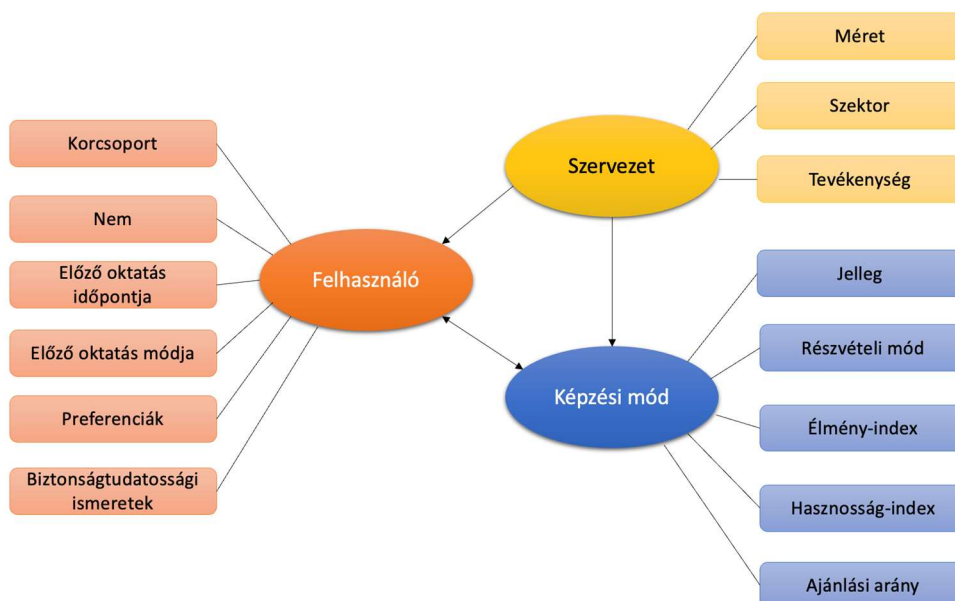 Méret
Szektor
Szervezet
Tevékenység
Korcsoport
Nem
Előző oktatás
időpontja
Előző oktatás módja
Preferenciák
Biztonságtudatossági
ismeretek
Felhasználó
Képzési mód
Jelleg
Részvételi mód
Élmény-index
Hasznosság-index
Ajánlási arány